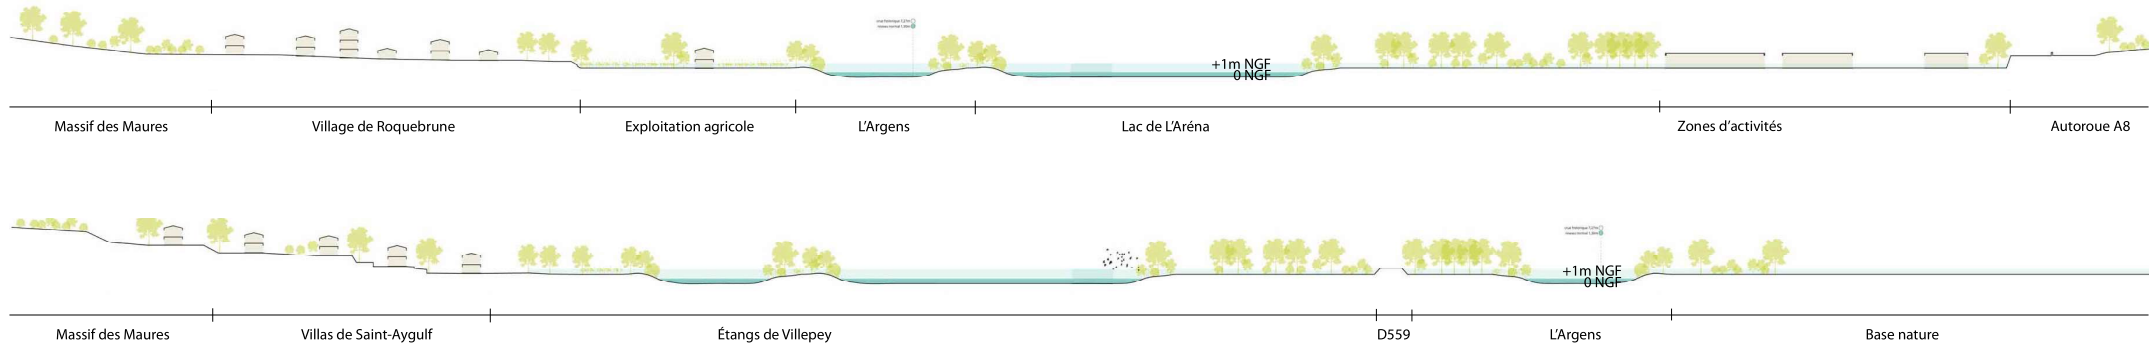 +1m NGF
0 NGF
Massif des Maures
Village de Roquebrune
Exploitation agricole
L'Argens
Lac de L'Aréna
Zones d'activités
Autoroue A8
+1m NGF
0 NGF
Massif des Maures
Villas de Saint-Aygulf
Étangs de Villepey
D559
L'Argens
Base nature